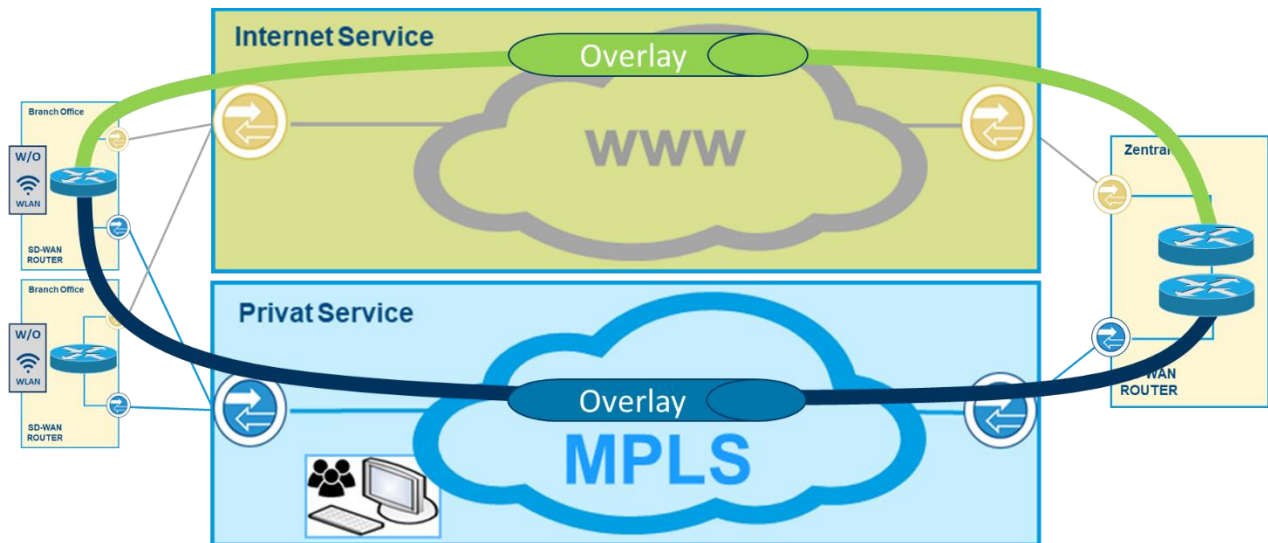 Internet Service
Overlay
www
Branch Office
W/O
WLAN
SD-WAN
ROUTER
Branch Office
W/O
WLAN
SD-WAN
ROUTER
Zentral
Privat Service
Overlay
MPLS
ROUTER